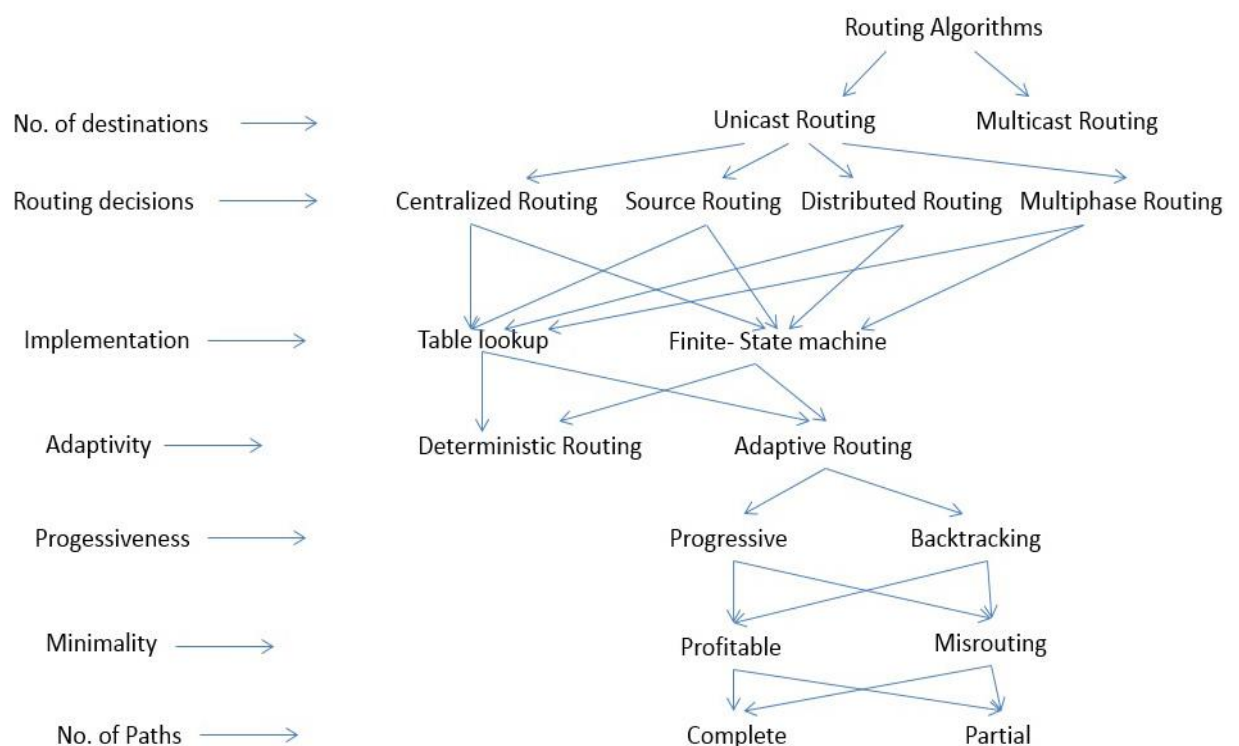 Routing Algorithms
No. of destinations
Unicast Routing
Multicast Routing
Routing decisions
Centralized Routing
Source Routing
Distributed Routing
Multiphase Routing
Implementation
Table lookup
Finite- State machine
Adaptivity
Deterministic Routing
Adaptive Routing
Progessiveness
Progressive
Backtracking
Minimality
Profitable
Misrouting
No. of Paths
Complete
Partial